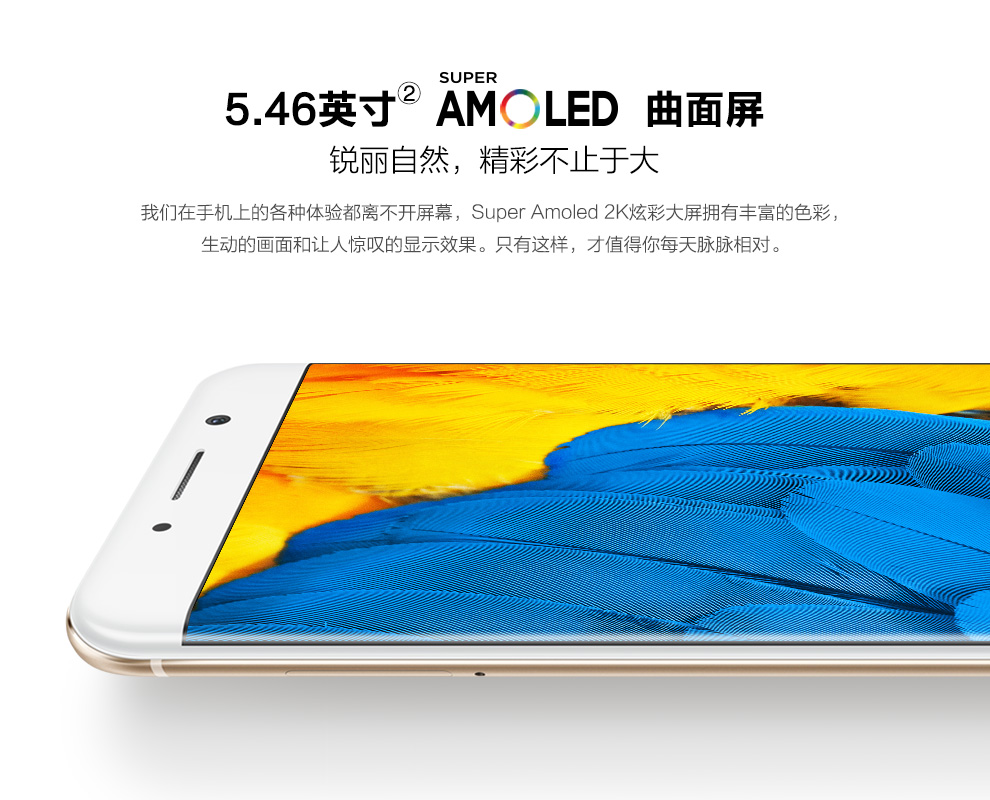 5.46英寸② SUPER AMOLED 曲面屏
锐丽自然，精彩不止于大
我们在手机上的各种体验都离不开屏幕，Super Amoled 2K炫彩大屏拥有丰富的色彩，
生动的画面和让人惊叹的显示效果。只有这样，才值得你每天脉脉相对。